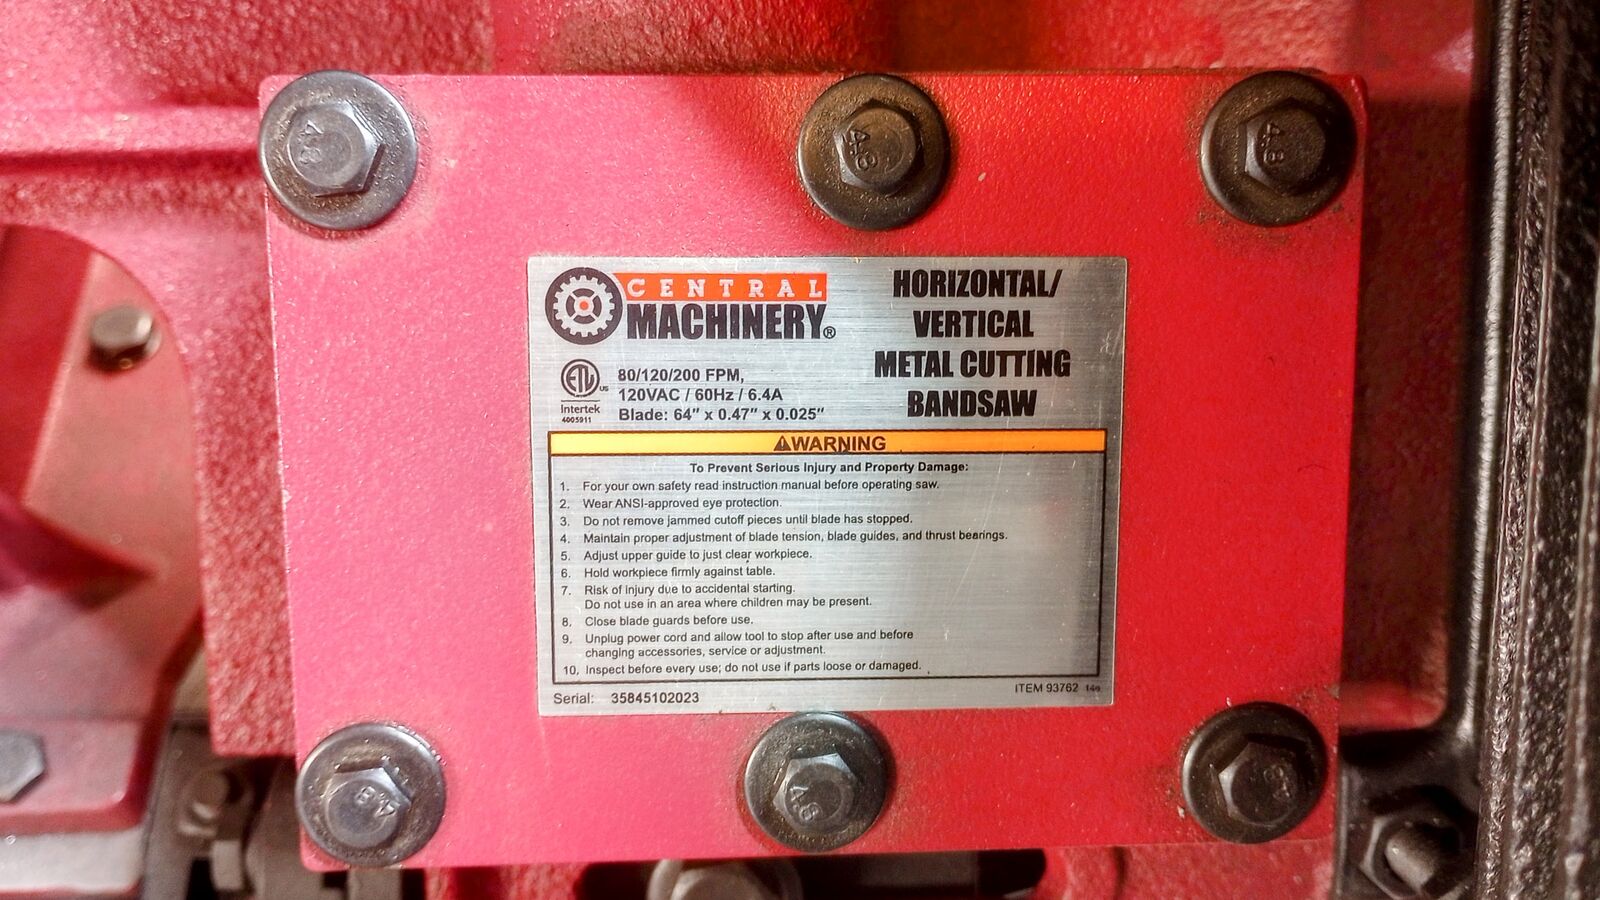 4.8
4.8
4.8
CENTRAL
MACHINERY®
HORIZONTAL/
VERTICAL
METAL CUTTING
BANDSAW
ETL
US
Intertek
4005911
80/120/200 FPM,
120VAC / 60Hz / 6.4A
Blade: 64" x 0.47" x 0.025"
⚠WARNING
To Prevent Serious Injury and Property Damage:
1. For your own safety read instruction manual before operating saw.
2. Wear ANSI-approved eye protection.
3. Do not remove jammed cutoff pieces until blade has stopped.
4. Maintain proper adjustment of blade tension, blade guides, and thrust bearings.
5. Adjust upper guide to just clear workpiece.
6. Hold workpiece firmly against table.
7. Risk of injury due to accidental starting.
Do not use in an area where children may be present.
8. Close blade guards before use.
9. Unplug power cord and allow tool to stop after use and before
changing accessories, service or adjustment.
10. Inspect before every use; do not use if parts loose or damaged.
Serial: 35845102023
ITEM 93762
4.8
4.8